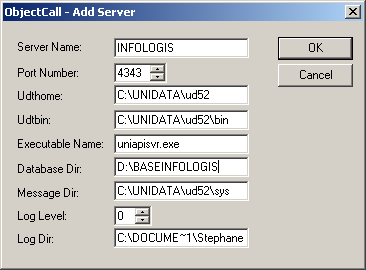 ObjectCall - Add Server
Server Name: INFOLOGIS OK
Port Number: 4343 Cancel
Udthome: C:\UNIDATA\ud52
Udtbin: C:\UNIDATA\ud52\bin
Executable Name: uniapisvr.exe
Database Dir: D:\BASEINFOLOGIS
Message Dir: C:\UNIDATA\ud52\sys
Log Level: 0
Log Dir: C:\DOCUME~1\Stephane